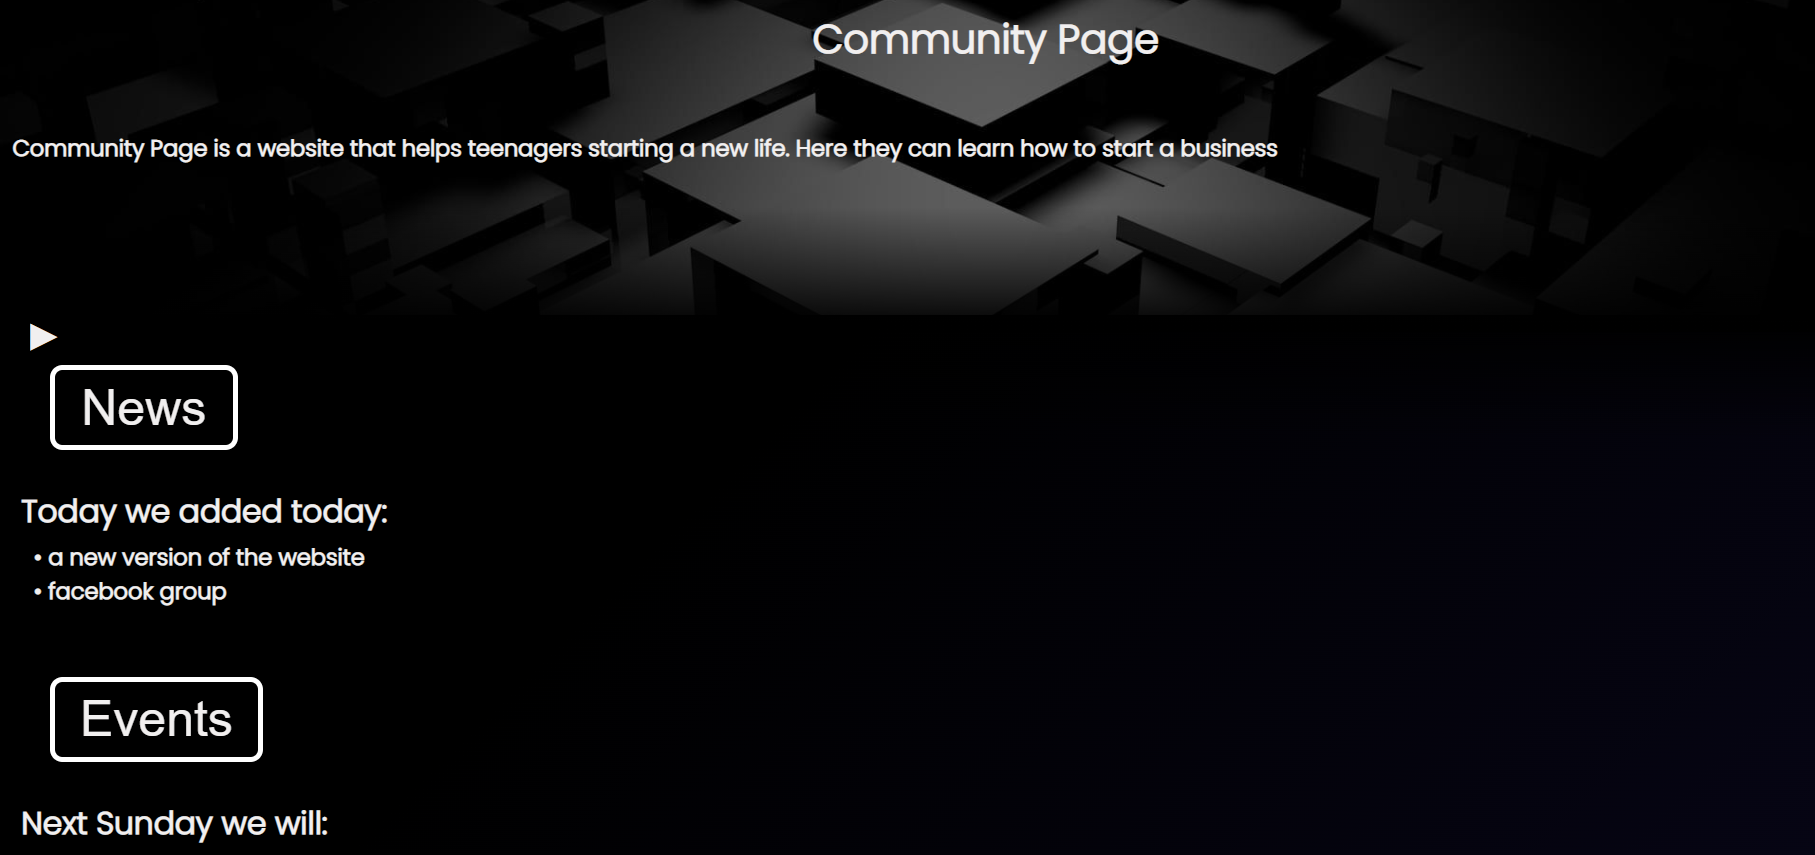 Community Page
Community Page is a website that helps teenagers starting a new life. Here they can learn how to start a business
▶
News
Today we added today:
• a new version of the website
• facebook group
Events
Next Sunday we will: